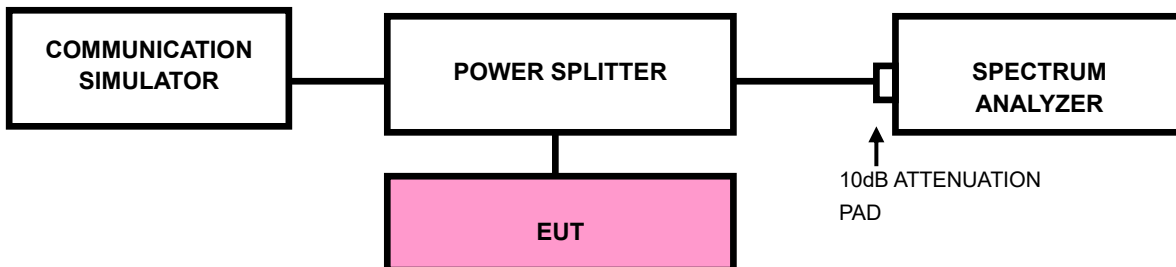 COMMUNICATION
SIMULATOR
POWER SPLITTER
SPECTRUM
ANALYZER
10dB ATTENUATION
PAD
EUT